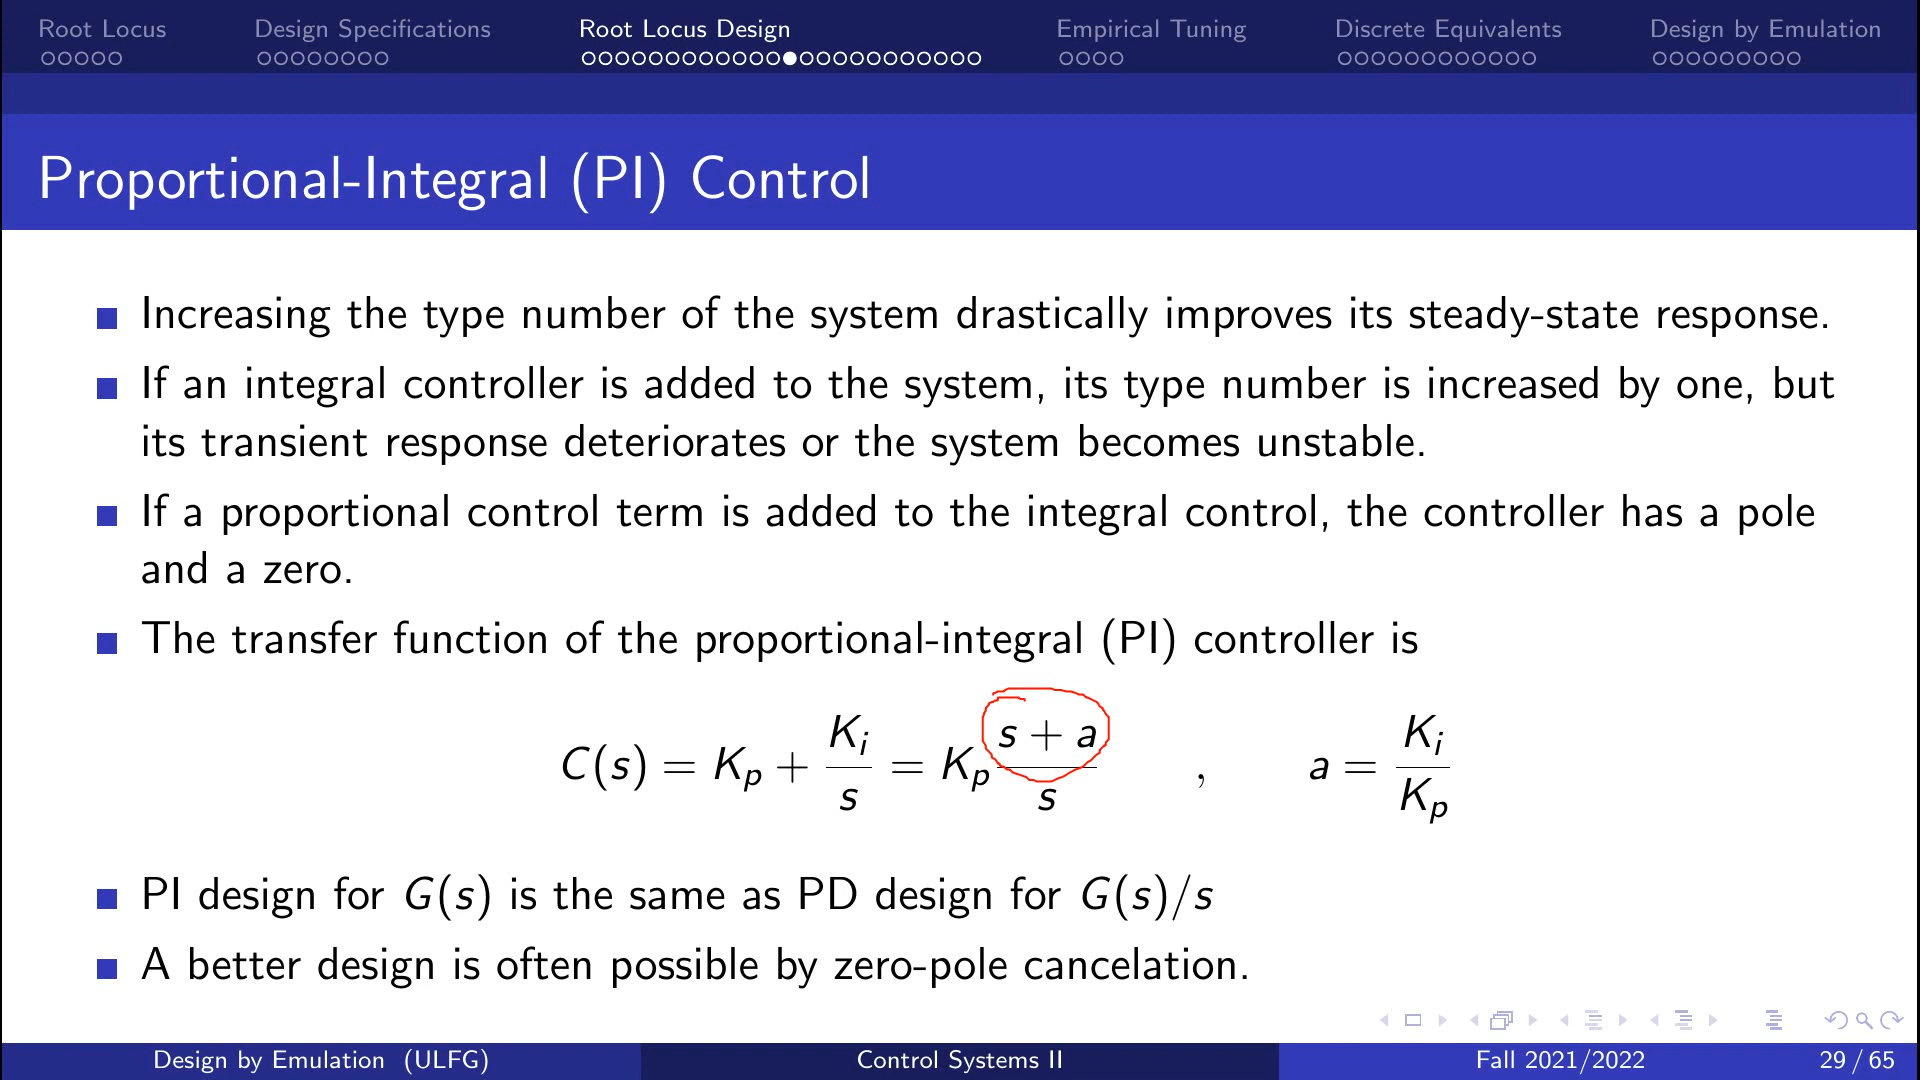 Root Locus Design Specifications Root Locus Design Empirical Tuning Discrete Equivalents Design by Emulation
Proportional-Integral (PI) Control
Increasing the type number of the system drastically improves its steady-state response.
If an integral controller is added to the system, its type number is increased by one, but
its transient response deteriorates or the system becomes unstable.
If a proportional control term is added to the integral control, the controller has a pole
and a zero.
The transfer function of the proportional-integral (PI) controller is
C(s) = K_p + \frac{K_i}{s} = K_p \frac{s + a}{s} , a = \frac{K_i}{K_p}
PI design for G(s) is the same as PD design for G(s)/s
A better design is often possible by zero-pole cancelation.
Design by Emulation (ULFG) Control Systems II Fall 2021/2022 29 / 65